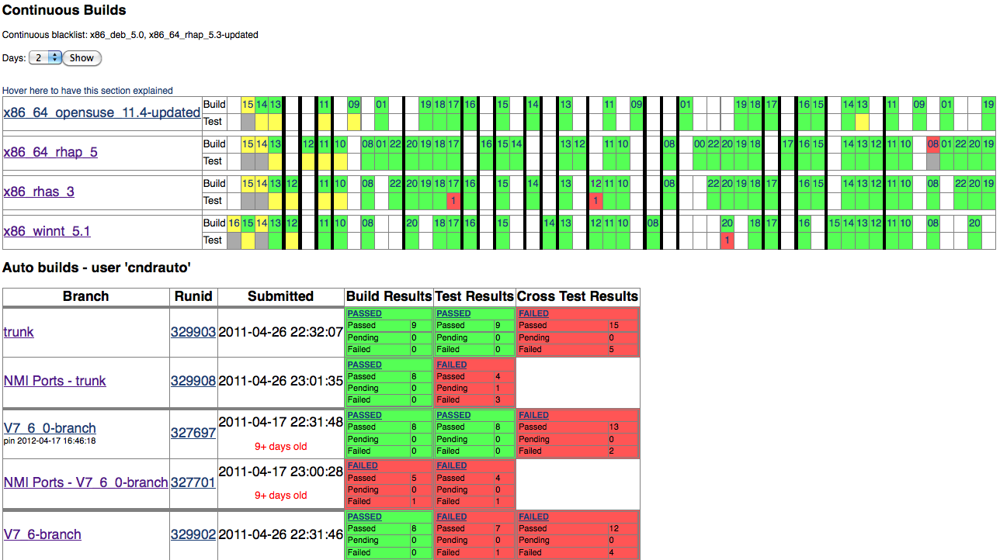 Continuous Builds
Continuous blacklist: x86_deb_5.0, x86_64_rhap_5.3-updated
Days: 2 Show
Hover here to have this section explained
x86_64_opensuse_11.4-updated Build 15 14 13 11 09 01 19 18 17 16 15 14 13 11 09 01 19 18 17 16 15 14 13 11 09 01 19
Test
x86_64_rhap_5 Build 15 14 13 12 11 10 08 01 22 20 19 18 17 16 15 14 13 12 11 10 08 00 22 20 19 18 17 16 15 14 13 12 11 10 08 01 22 20 19
Test
x86_rhas_3 Build 15 14 13 12 11 10 08 22 20 19 18 17 16 15 14 13 12 11 10 08 22 20 19 18 17 16 15 14 13 12 11 10 08 22 20 19
Test 1 1
x86_winnt_5.1 Build 16 15 14 13 12 11 10 08 20 18 17 16 15 14 13 12 11 10 08 20 18 17 16 15 14 13 12 11 10 08 20
Test 1
Auto builds - user 'cndrauto'
Branch Runid Submitted Build Results Test Results Cross Test Results
trunk 329903 2011-04-26 22:32:07
PASSED PASSED FAILED
Passed 9 Passed 9 Passed 15
Pending 0 Pending 0 Pending 0
Failed 0 Failed 0 Failed 5
NMI Ports - trunk 329908 2011-04-26 23:01:35
PASSED FAILED
Passed 8 Passed 4
Pending 0 Pending 1
Failed 0 Failed 3
V7_6_0-branch 327697 2011-04-17 22:31:48
pin 2012-04-17 16:46:18 9+ days old
PASSED PASSED FAILED
Passed 8 Passed 8 Passed 13
Pending 0 Pending 0 Pending 0
Failed 0 Failed 0 Failed 2
NMI Ports - V7_6_0-branch 327701 2011-04-17 23:00:28
9+ days old
FAILED FAILED
Passed 5 Passed 4
Pending 0 Pending 0
Failed 1 Failed 1
V7_6-branch 329902 2011-04-26 22:31:46
PASSED FAILED FAILED
Passed 8 Passed 7 Passed 12
Pending 0 Pending 0 Pending 0
Failed 0 Failed 1 Failed 4